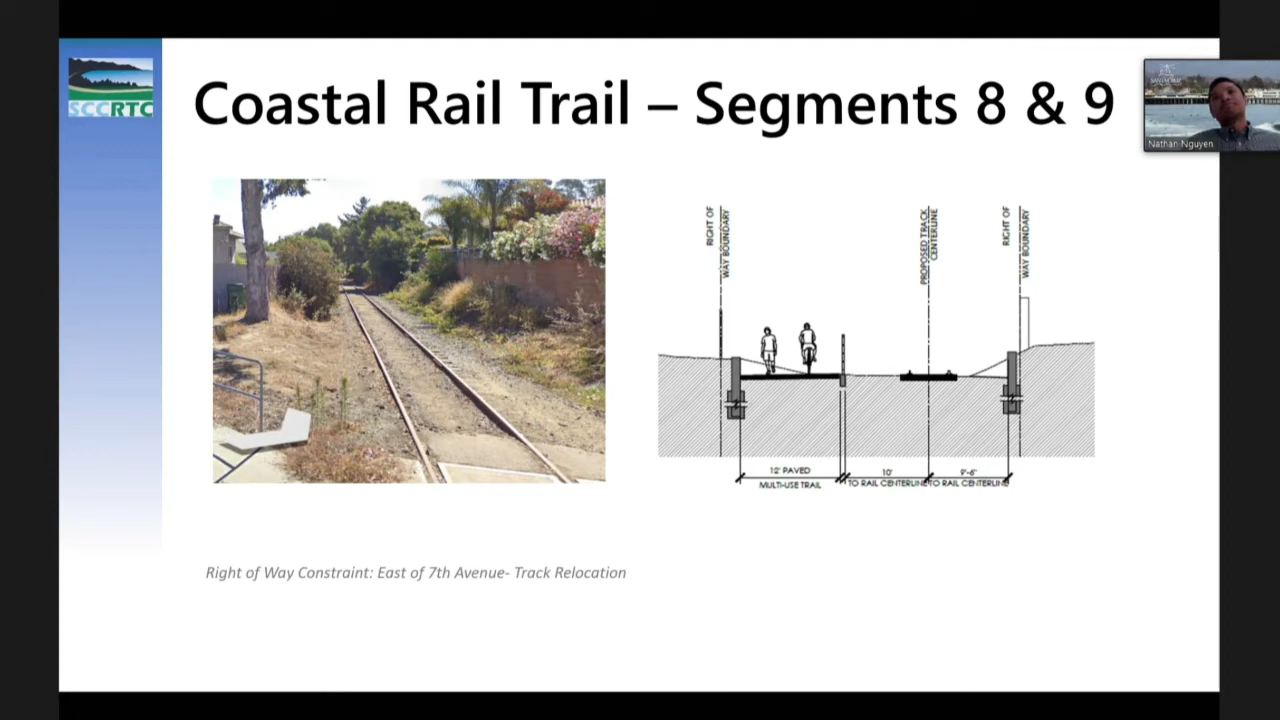 SCCRTC
Coastal Rail Trail – Segments 8 & 9
SANTA CRUZ
Nathan Nguyen
RIGHT OF
WAY BOUNDARY
PROPOSED TRACK
CENTERLINE
RIGHT OF
WAY BOUNDARY
12' PAVED
MULTI-USE TRAIL
10'
TO RAIL CENTERLINE
9'-6"
TO RAIL CENTERLINE
Right of Way Constraint: East of 7th Avenue- Track Relocation